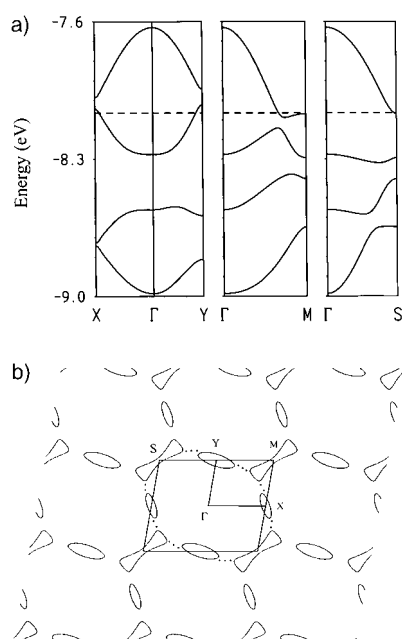 a)
Energy (eV)
-7.6
-8.3
-9.0
X Γ Y Γ M Γ S
b)
S Y M
Γ X